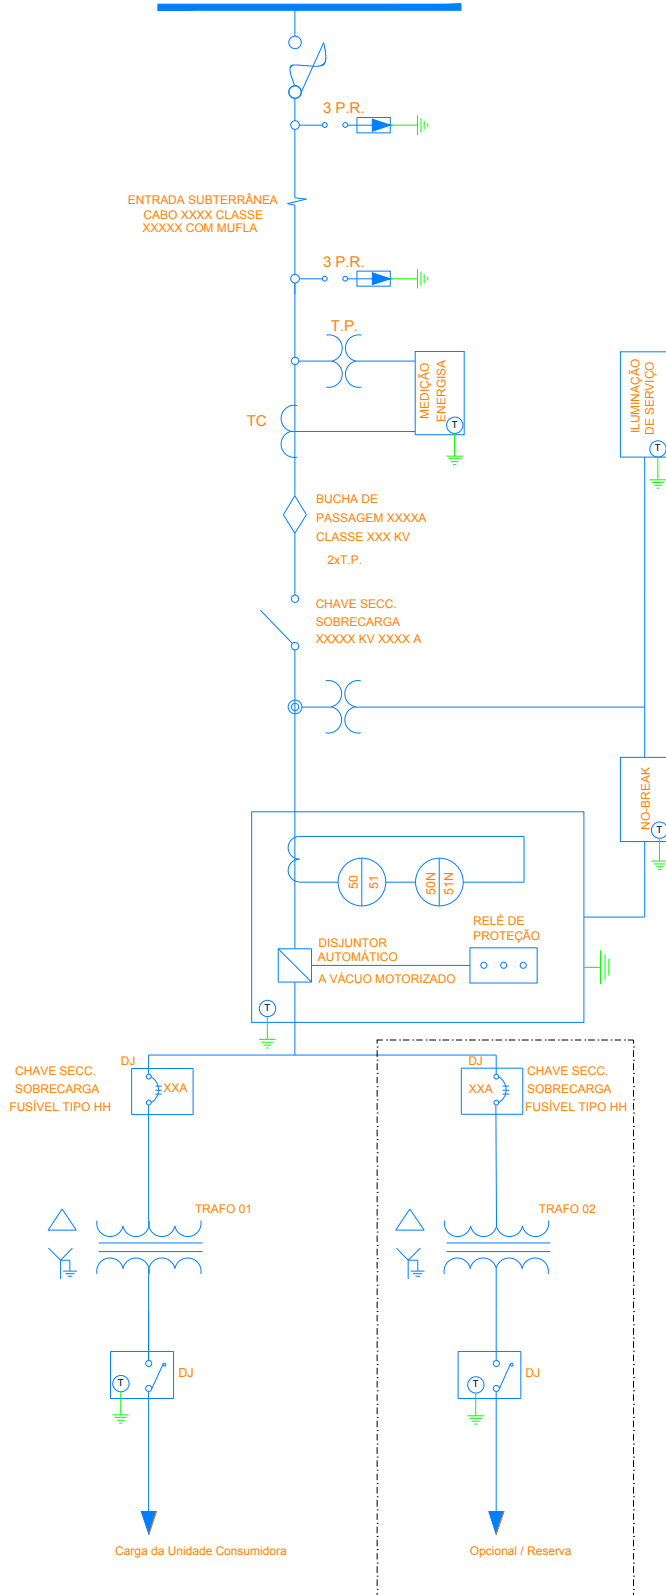 3 P.R.
ENTRADA SUBTERRÂNEA
CABO XXXX CLASSE
XXXXX COM MUFLA
3 P.R.
T.P.
MEDIÇÃO
ENERGISA
T
ILUMINAÇÃO
DE SERVIÇO
T
TC
BUCHA DE
PASSAGEM XXXXA
CLASSE XXX KV
2xT.P.
CHAVE SECC.
SOBRECARGA
XXXXX KV XXXX A
NO-BREAK
T
50
51
50N
51N
RELÉ DE
PROTEÇÃO
DISJUNTOR
AUTOMÁTICO
A VÁCUO MOTORIZADO
T
DJ
CHAVE SECC.
SOBRECARGA
FUSÍVEL TIPO HH
XXA
DJ
XXA
CHAVE SECC.
SOBRECARGA
FUSÍVEL TIPO HH
TRAFO 01
TRAFO 02
DJ
T
DJ
T
Carga da Unidade Consumidora
Opcional / Reserva